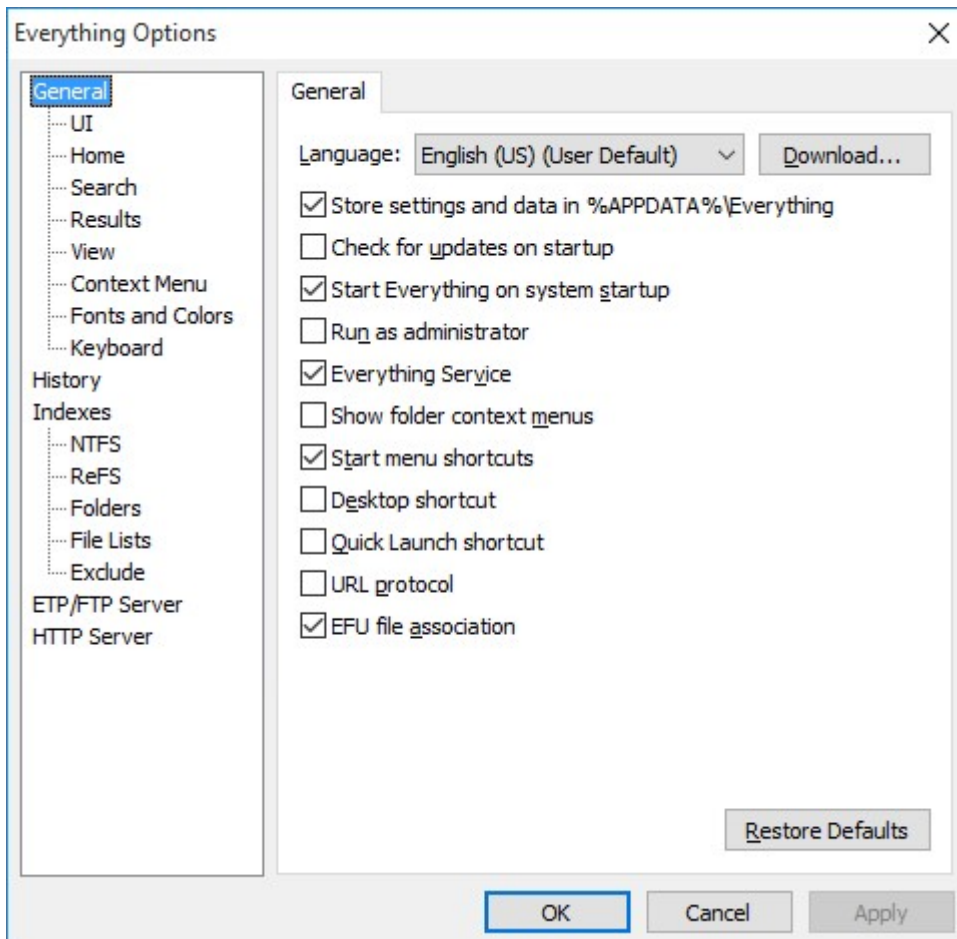 Everything Options
General
UI
Home
Search
Results
View
Context Menu
Fonts and Colors
Keyboard
History
Indexes
NTFS
ReFS
Folders
File Lists
Exclude
ETP/FTP Server
HTTP Server
General
Language: English (US) (User Default) Download...
Store settings and data in %APPDATA%\Everything
Check for updates on startup
Start Everything on system startup
Run as administrator
Everything Service
Show folder context menus
Start menu shortcuts
Desktop shortcut
Quick Launch shortcut
URL protocol
EFU file association
Restore Defaults
OK Cancel Apply